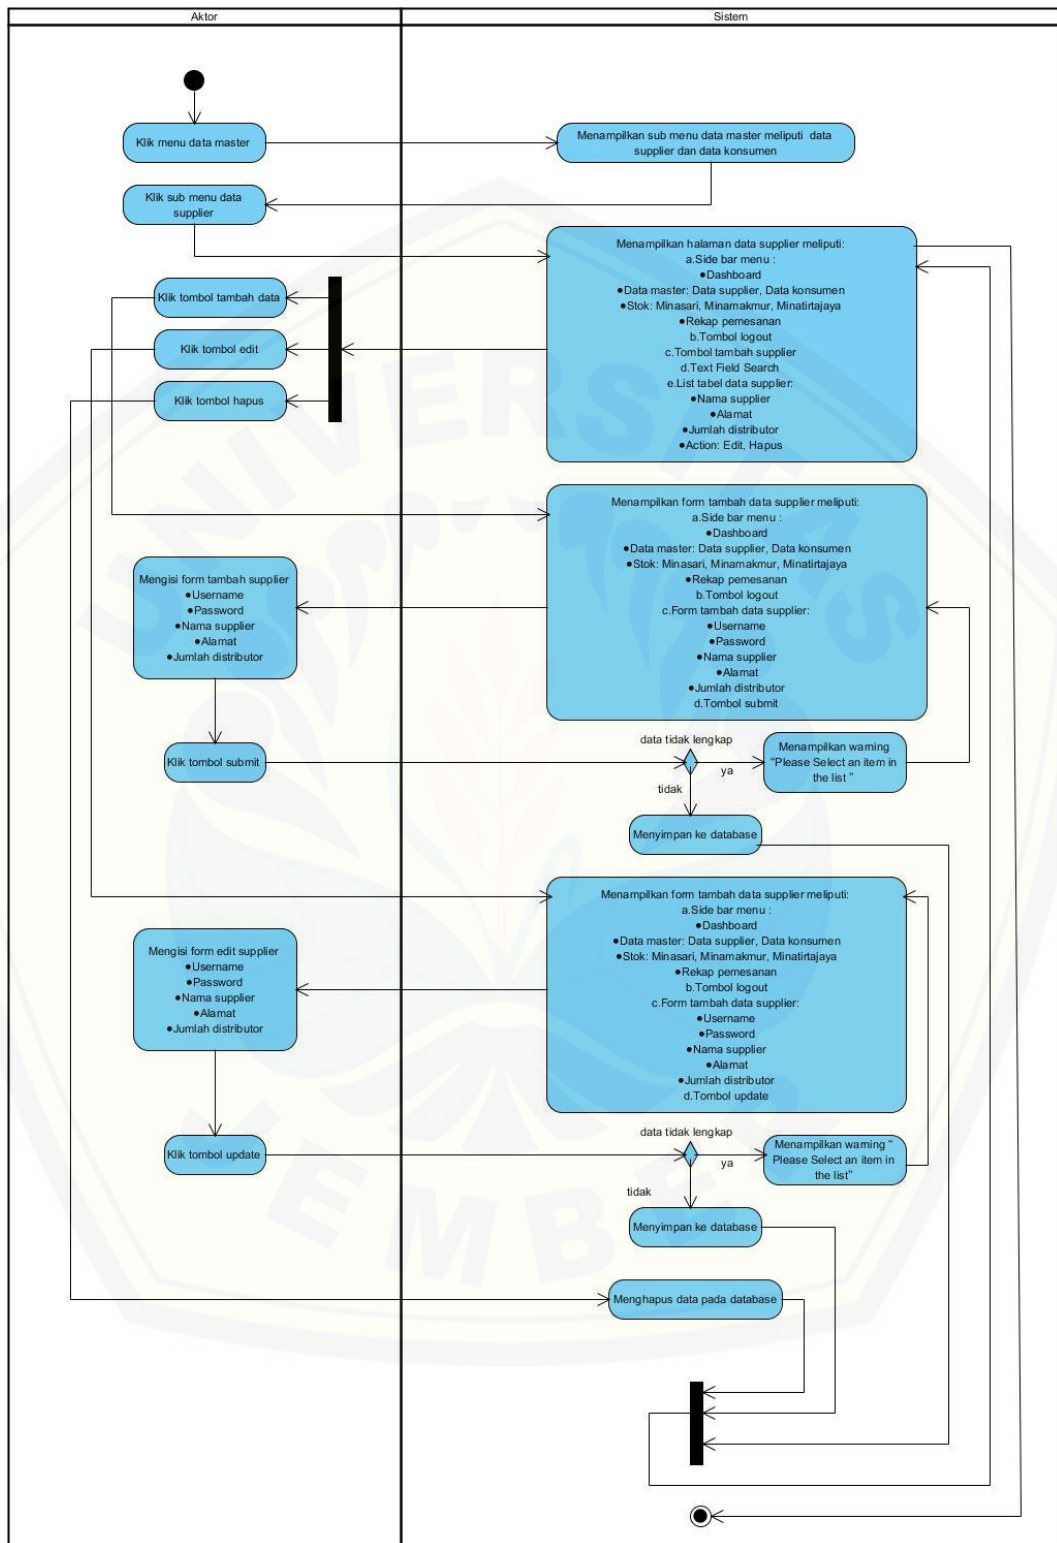 Aktor
Sistem
Klik menu data master
Menampilkan sub menu data master meliputi data
supplier dan data konsumen
Klik sub menu data
supplier
Menampilkan halaman data supplier meliputi:
a.Side bar menu :
●Dashboard
●Data master: Data supplier, Data konsumen
●Stok: Minasari, Minamakmur, Minatirtajaya
●Rekap pemesanan
b.Tombol logout
c.Tombol tambah supplier
d.Text Field Search
e.List tabel data supplier:
●Nama supplier
●Alamat
●Jumlah distributor
●Action: Edit, Hapus
Klik tombol tambah data
Klik tombol edit
Klik tombol hapus
Menampilkan form tambah data supplier meliputi:
a.Side bar menu :
●Dashboard
●Data master: Data supplier, Data konsumen
●Stok: Minasari, Minamakmur, Minatirtajaya
●Rekap pemesanan
b.Tombol logout
c.Form tambah data supplier:
●Username
●Password
●Nama supplier
●Alamat
●Jumlah distributor
d.Tombol submit
Mengisi form tambah supplier
●Username
●Password
●Nama supplier
●Alamat
●Jumlah distributor
Klik tombol submit
data tidak lengkap
ya
tidak
Menampilkan warning
"Please Select an item in
the list "
Menyimpan ke database
Menampilkan form tambah data supplier meliputi:
a.Side bar menu :
●Dashboard
●Data master: Data supplier, Data konsumen
●Stok: Minasari, Minamakmur, Minatirtajaya
●Rekap pemesanan
b.Tombol logout
c.Form tambah data supplier:
●Username
●Password
●Nama supplier
●Alamat
●Jumlah distributor
d.Tombol update
Mengisi form edit supplier
●Username
●Password
●Nama supplier
●Alamat
●Jumlah distributor
Klik tombol update
data tidak lengkap
ya
tidak
Menampilkan warning "
Please Select an item in
the list"
Menyimpan ke database
Menghapus data pada database
UNIVERSITAS
JEMBER